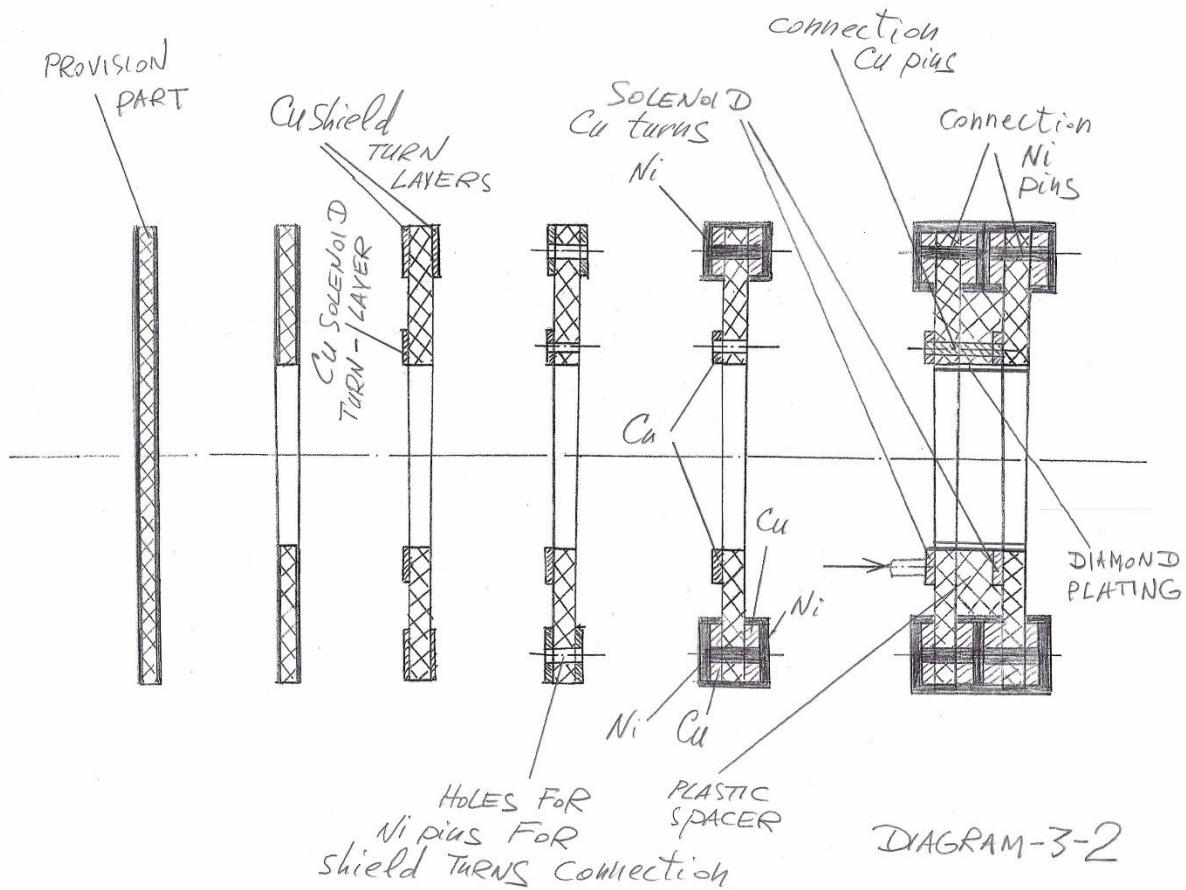 PROVISION
PART
Cu shield
TURN
LAYERS
Cu SOLENOID
TURN-LAYER
SOLENOID
Cu turns
Ni
connection
Cu pins
connection
Ni
pins
Cu
Cu
Ni
Ni
Cu
DIAMOND
PLATING
HOLES FOR
Ni pins FOR
shield TURNS connection
PLASTIC
SPACER
DIAGRAM-3-2